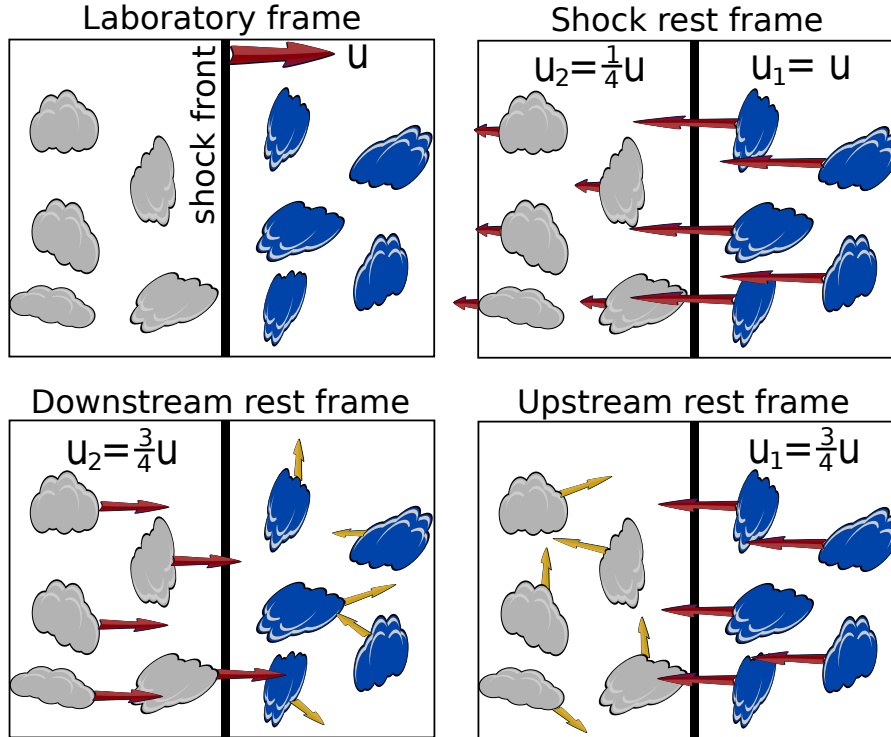 Laboratory frame
shock front
u
Shock rest frame
u₂=¼u
u₁= u
Downstream rest frame
u₂=¾u
Upstream rest frame
u₁=¾u